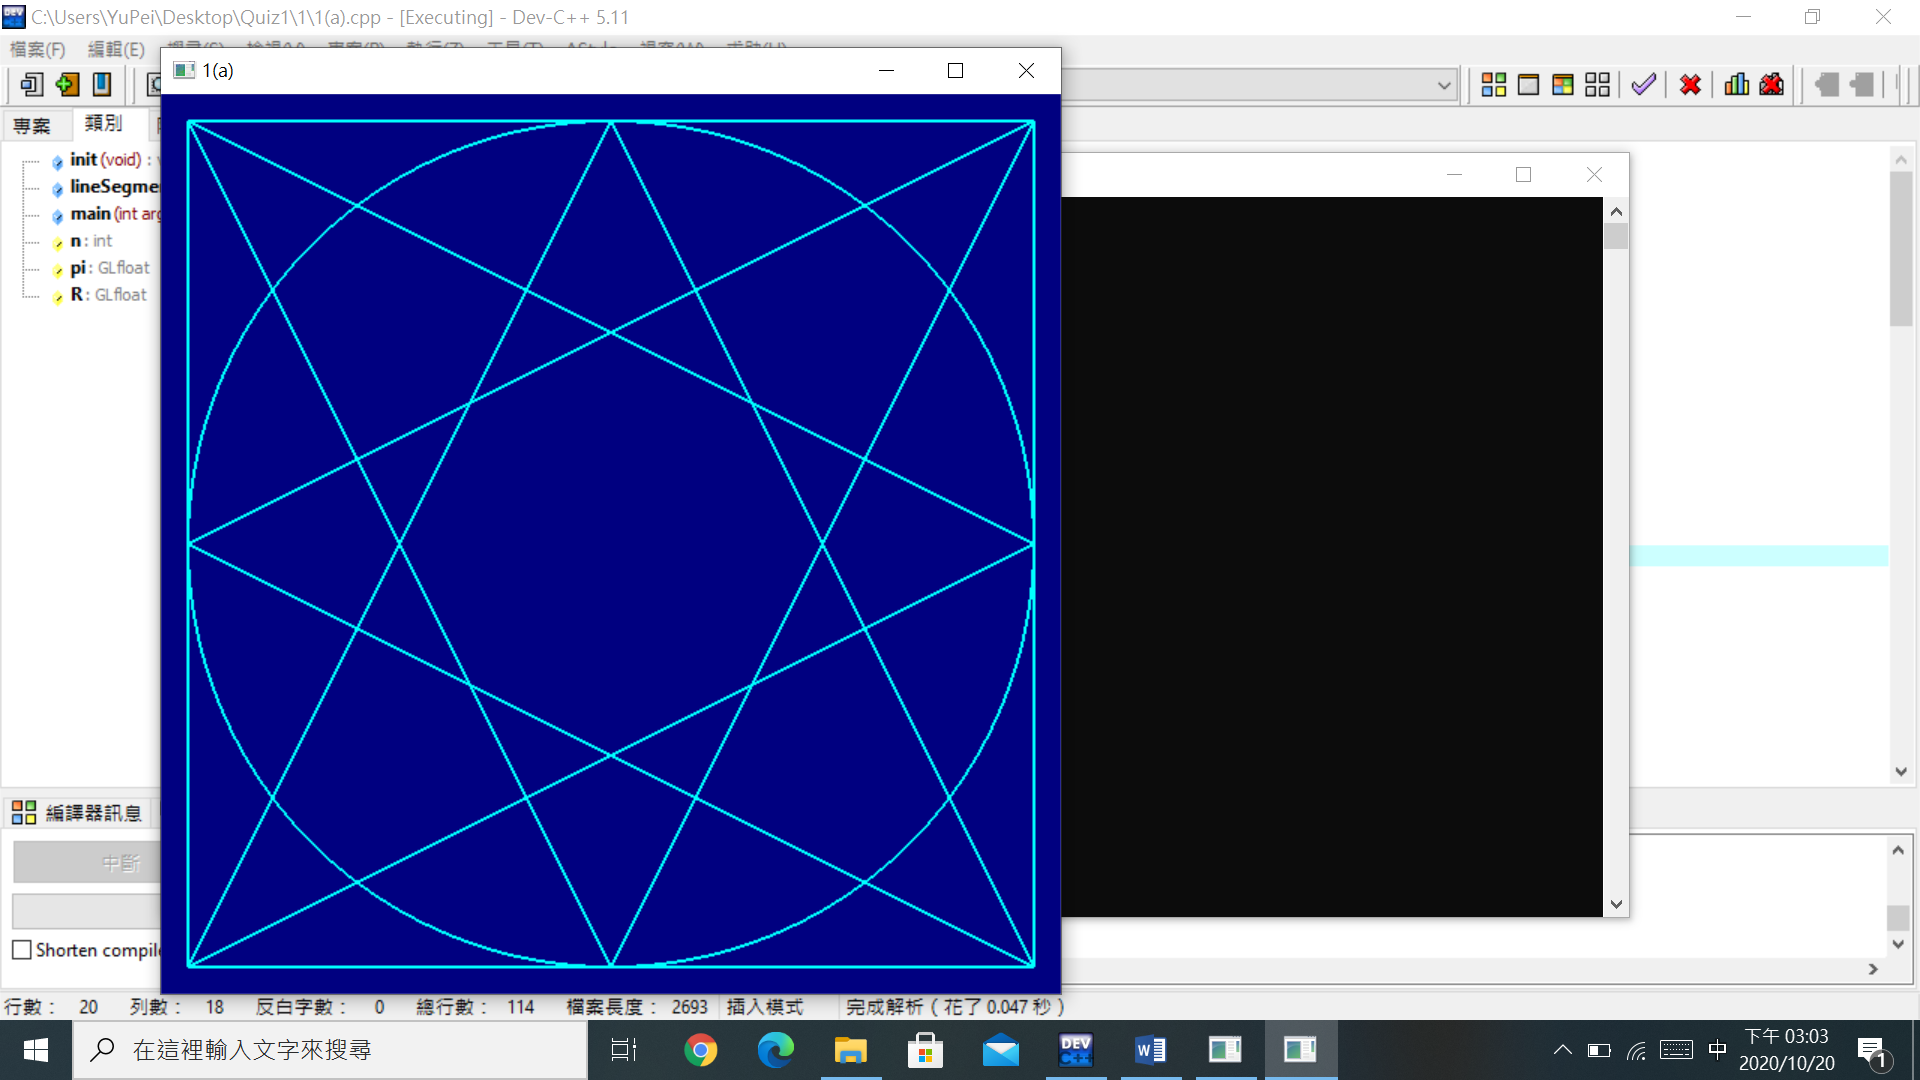 C:\Users\YuPei\Desktop\Quiz1\1\1(a).cpp - [Executing] - Dev-C++ 5.11
檔案(F) 編輯(E)
1(a)
專案 類別
init (void) :
lineSegme
main (int arg
n : int
pi : GLfloat
R : GLfloat
編譯器訊息
中斷
Shorten compile
行數： 20 列數： 18 反白字數： 0 總行數： 114 檔案長度： 2693 插入模式 完成解析 ( 花了 0.047 秒 )
在這裡輸入文字來搜尋
DEV C++
W
中
下午 03:03
2020/10/20
1